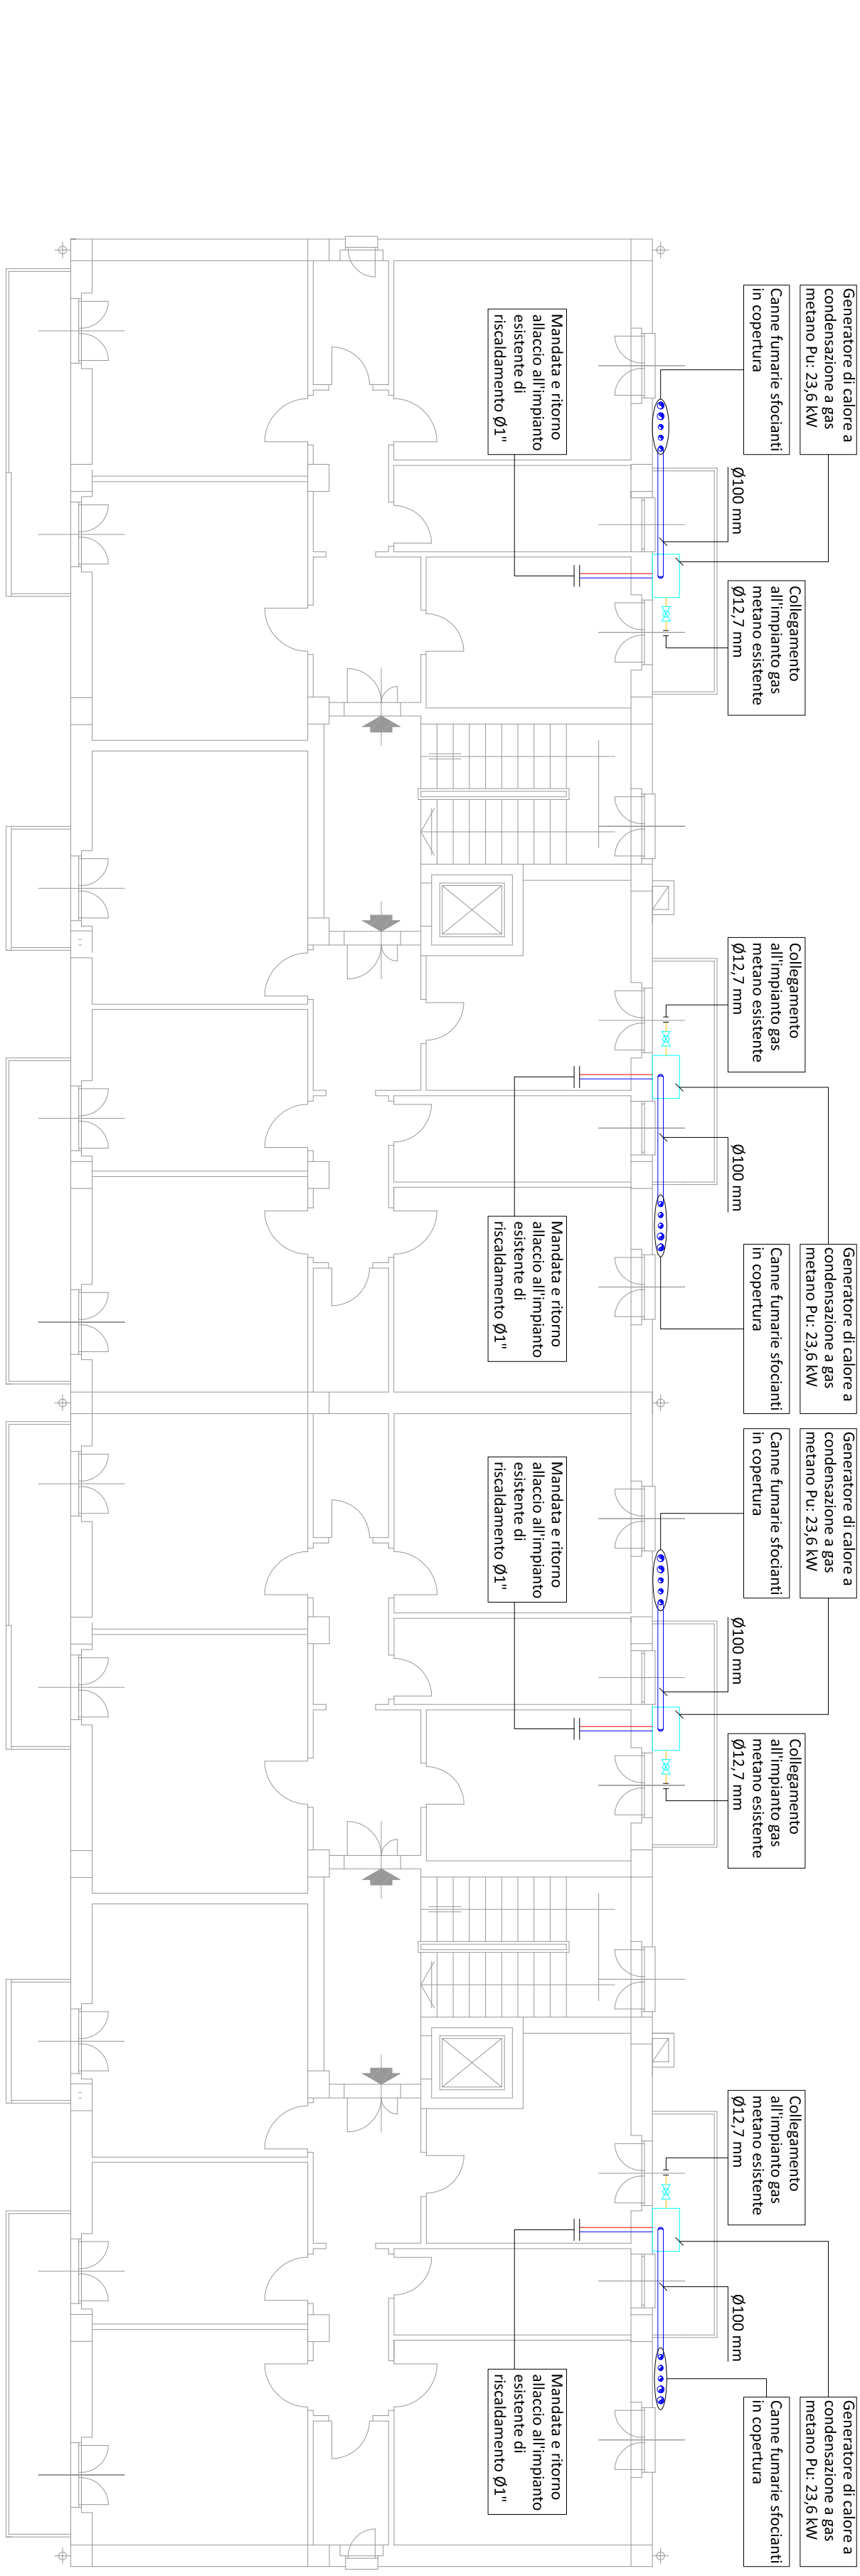 Generatore di calore a
condensazione a gas
metano Pu: 23,6 kW
Canne fumarie sfocianti
in copertura
Ø100 mm
Collegamento
all'impianto gas
metano esistente
Ø12,7 mm
Mandata e ritorno
allaccio all'impianto
esistente di
riscaldamento Ø1"
Collegamento
all'impianto gas
metano esistente
Ø12,7 mm
Ø100 mm
Generatore di calore a
condensazione a gas
metano Pu: 23,6 kW
Canne fumarie sfocianti
in copertura
Mandata e ritorno
allaccio all'impianto
esistente di
riscaldamento Ø1"
Generatore di calore a
condensazione a gas
metano Pu: 23,6 kW
Canne fumarie sfocianti
in copertura
Ø100 mm
Collegamento
all'impianto gas
metano esistente
Ø12,7 mm
Mandata e ritorno
allaccio all'impianto
esistente di
riscaldamento Ø1"
Collegamento
all'impianto gas
metano esistente
Ø12,7 mm
Ø100 mm
Generatore di calore a
condensazione a gas
metano Pu: 23,6 kW
Canne fumarie sfocianti
in copertura
Mandata e ritorno
allaccio all'impianto
esistente di
riscaldamento Ø1"